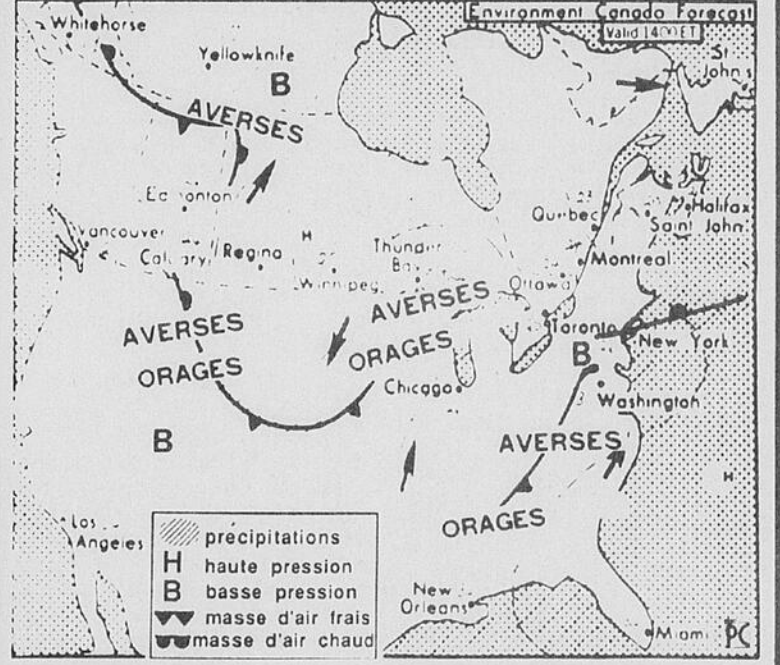 Environment Canada Forecast
Valid 1400 ET
Whitehorse
Yellowknife
St
John's
B
AVERSES
Edmonton
Quebec
Halifax
Saint John
Vancouver
Calgary
Regina
H
Thunder
Bay
Montreal
Winnipeg
Ottawa
AVERSES
AVERSES
Toronto
ORAGES
ORAGES
B
New York
Chicago
Washington
B
AVERSES
H
ORAGES
Los
Angeles
précipitations
H haute pression
B basse pression
masse d'air frais
masse d'air chaud
New
Orleans
Miami
PC